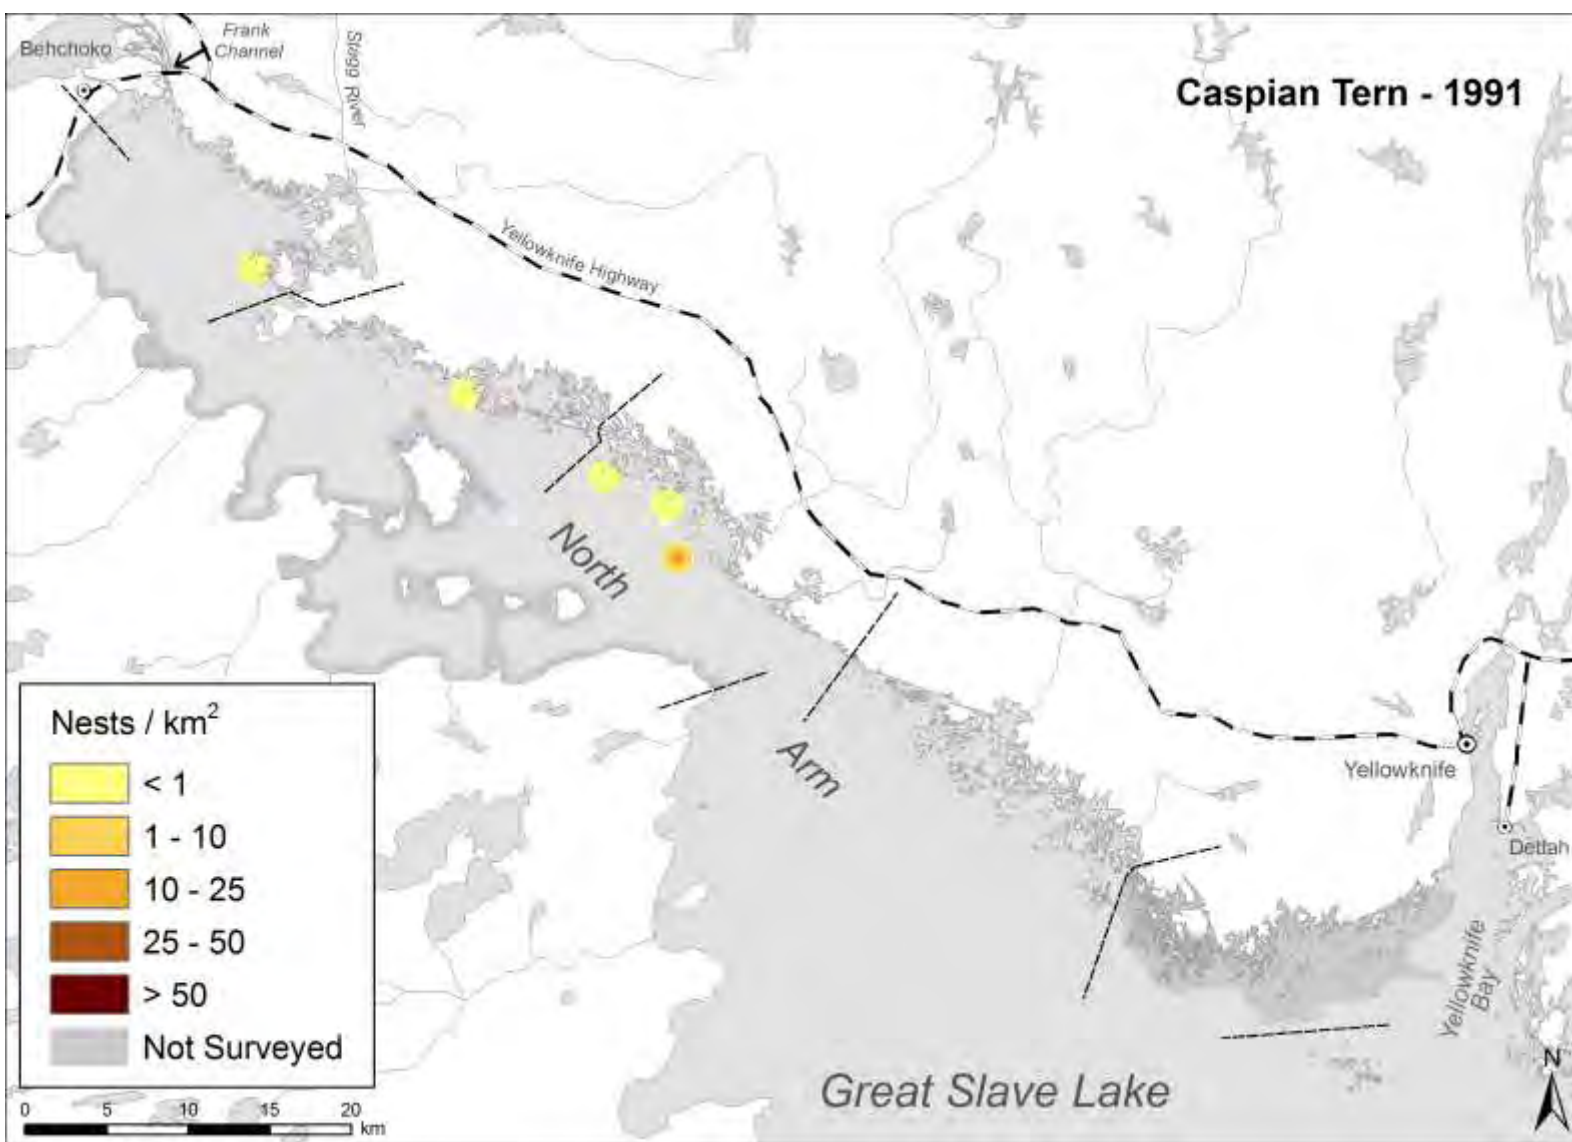 Behchoko
Frank
Channel
Stagg River
Caspian Tern - 1991
Yellowknife Highway
North
Arm
Yellowknife
Dettah
Yellowknife
Bay
Great Slave Lake
N
Nests / km²
< 1
1 - 10
10 - 25
25 - 50
> 50
Not Surveyed
0 5 10 15 20
km